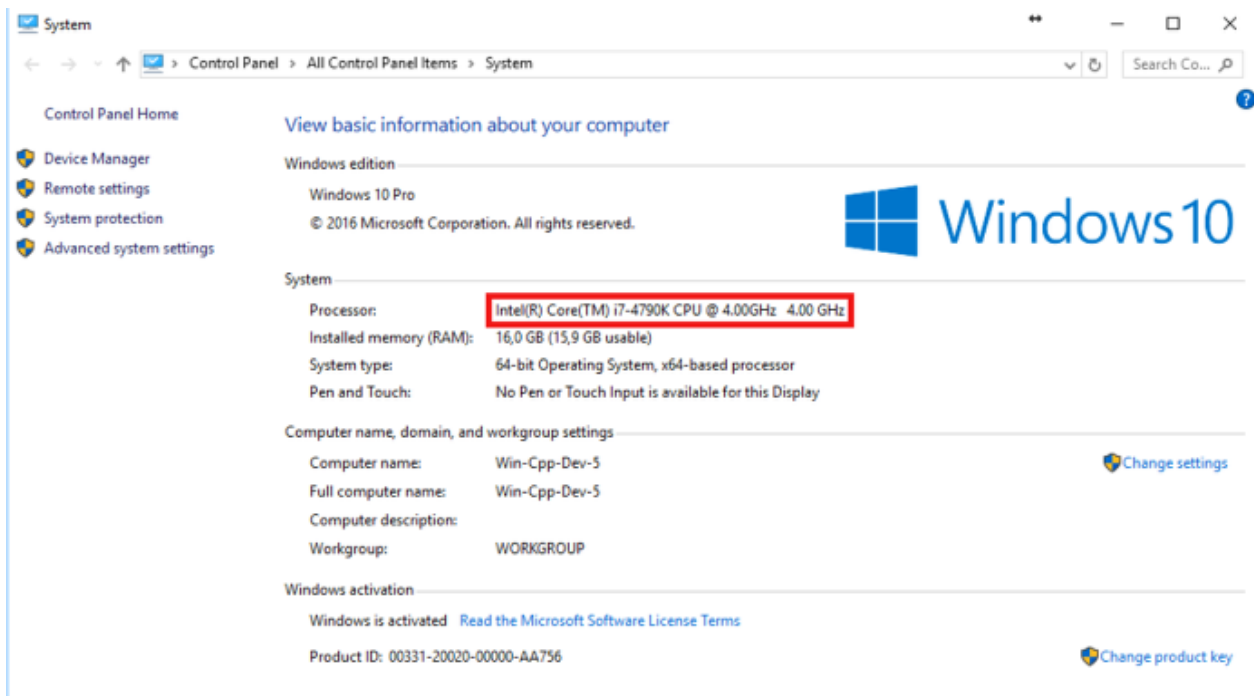 System
Control Panel > All Control Panel Items > System
Search Co...
Control Panel Home
Device Manager
Remote settings
System protection
Advanced system settings
?
View basic information about your computer
Windows edition
Windows 10 Pro
© 2016 Microsoft Corporation. All rights reserved.
Windows 10
System
Processor: Intel(R) Core(TM) i7-4790K CPU @ 4.00GHz 4.00 GHz
Installed memory (RAM): 16,0 GB (15,9 GB usable)
System type: 64-bit Operating System, x64-based processor
Pen and Touch: No Pen or Touch Input is available for this Display
Computer name, domain, and workgroup settings
Computer name: Win-Cpp-Dev-5
Change settings
Full computer name: Win-Cpp-Dev-5
Computer description:
Workgroup: WORKGROUP
Windows activation
Windows is activated Read the Microsoft Software License Terms
Product ID: 00331-20020-00000-AA756
Change product key